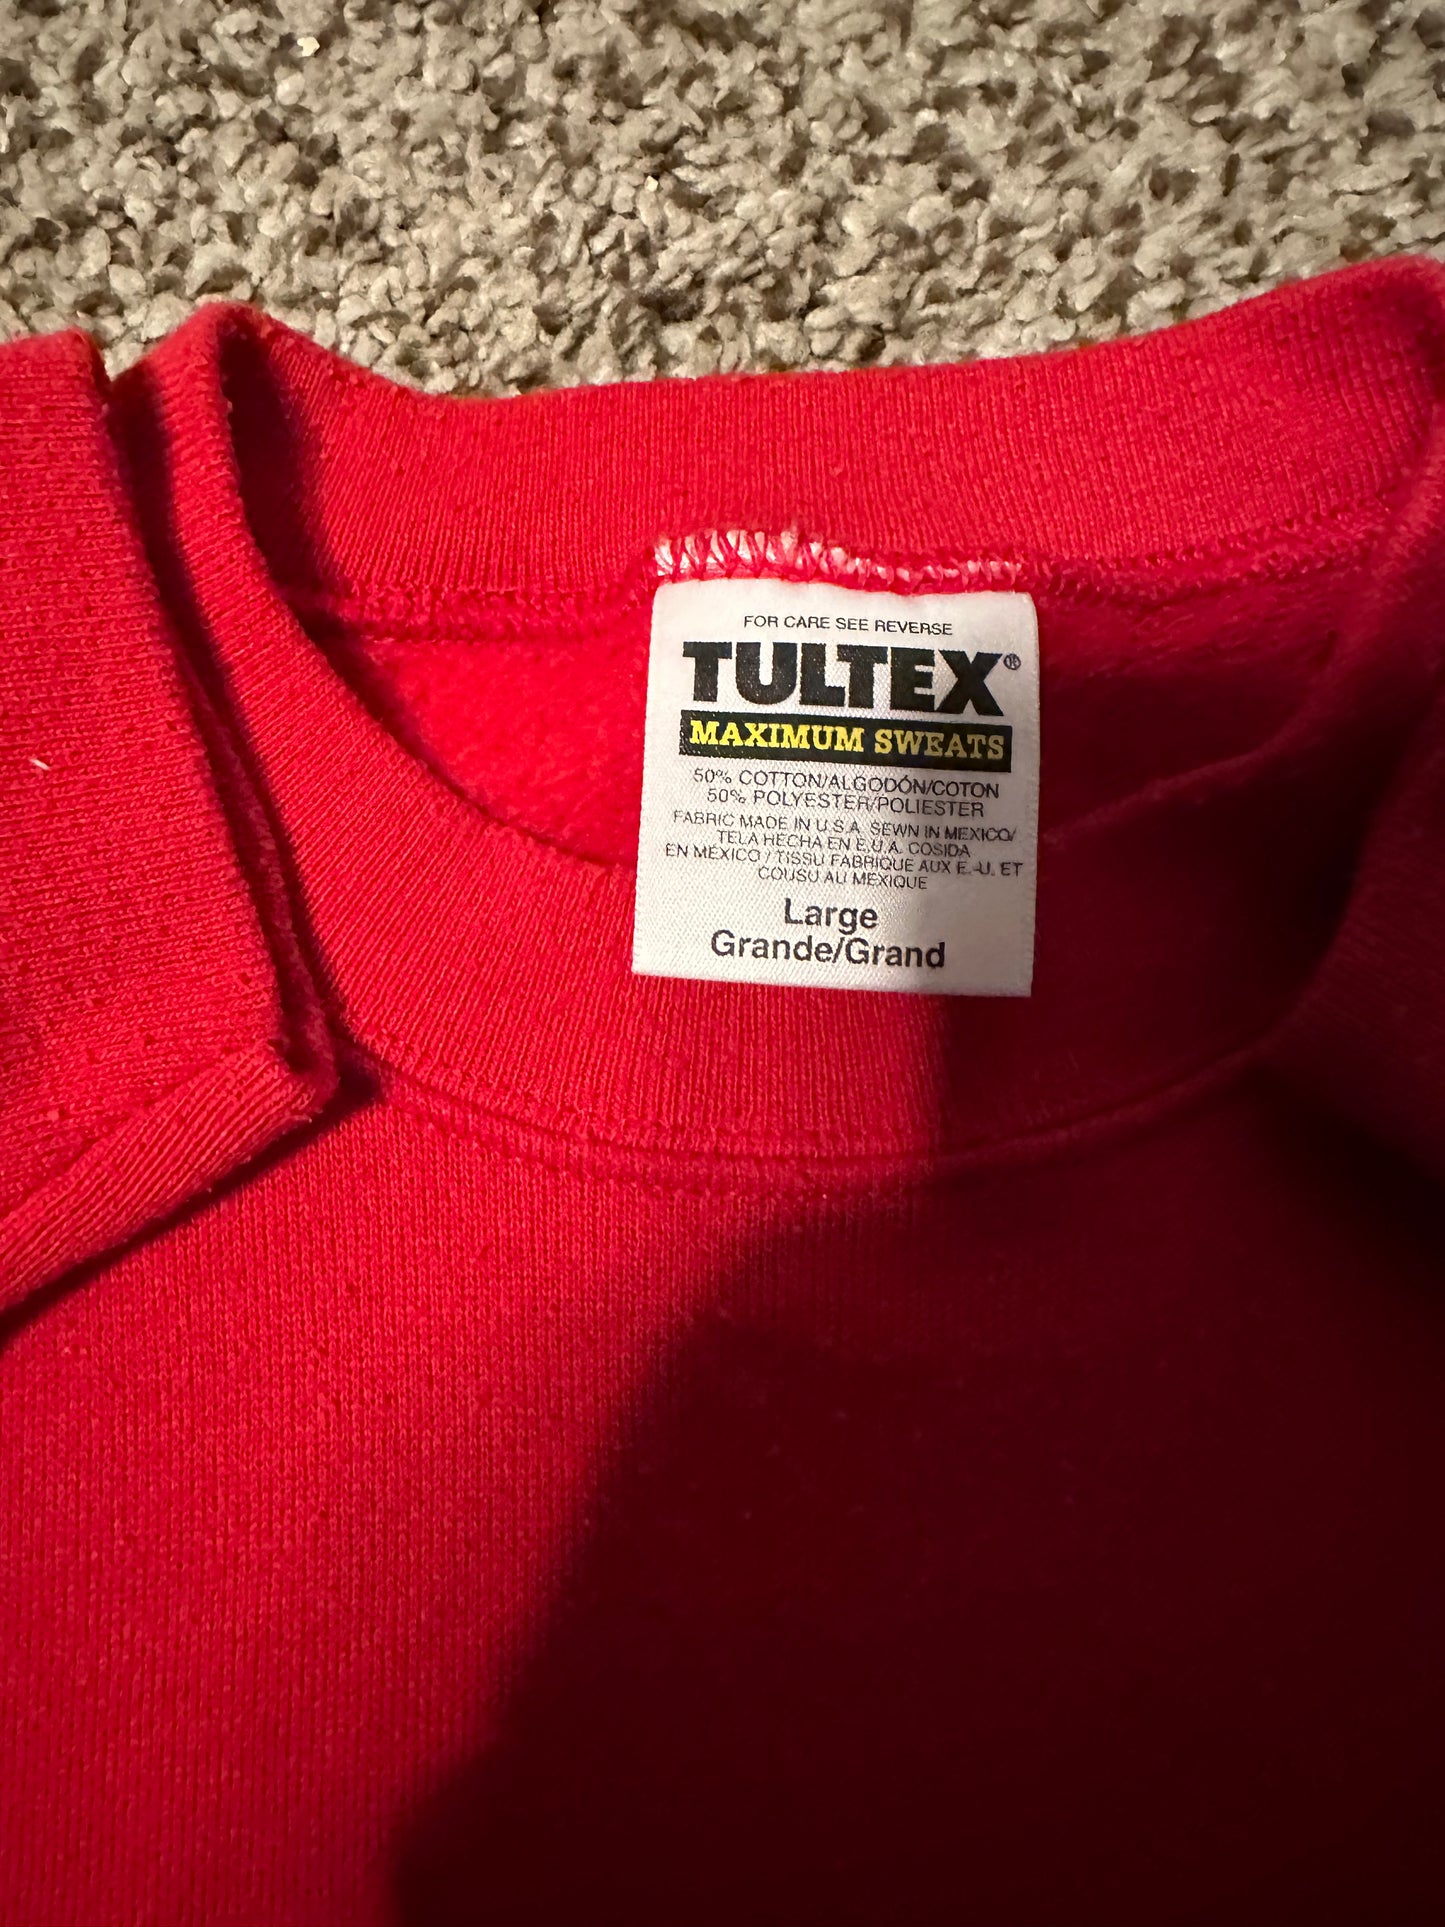 FOR CARE SEE REVERSE
TULTEX®
MAXIMUM SWEATS
50% COTTON/ALGODÓN/COTON
50% POLYESTER/POLIESTER
FABRIC MADE IN U.S.A. SEWN IN MEXICO/
TELA HECHA EN E.U.A. COSIDA
EN MEXICO / TISSU FABRIQUE AUX E.-U. ET
COUSU AU MEXIQUE
Large
Grande/Grand